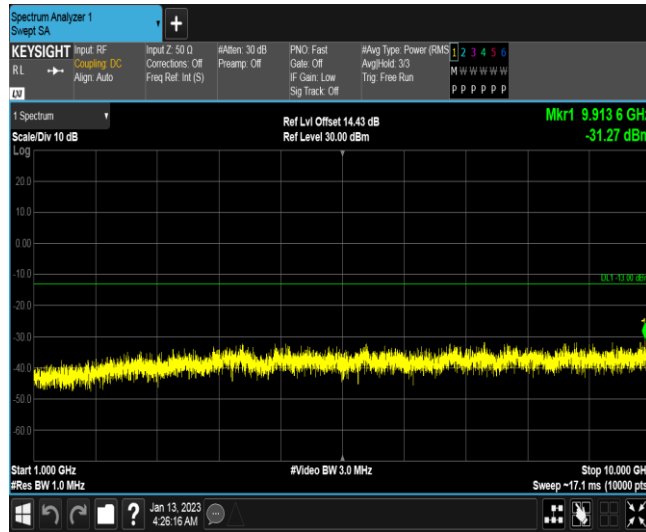 Spectrum Analyzer 1
Swept SA
+
KEYSIGHT
RL
LXI
Input: RF
Coupling: DC
Align: Auto
Input Z: 50 Ω
Corrections: Off
Freq Ref: Int (S)
#Atten: 30 dB
Preamp: Off
PNO: Fast
Gate: Off
IF Gain: Low
Sig Track: Off
#Avg Type: Power (RMS
Avg|Hold: 3/3
Trig: Free Run
1 2 3 4 5 6
M W W W W W
P P P P P P
1 Spectrum
Scale/Div 10 dB
Log
Ref Lvl Offset 14.43 dB
Ref Level 30.00 dBm
Mkr1 9.913 6 GHz
-31.27 dBm
20.0
10.0
0.00
-10.0
DL1 -13.00 dBm
-20.0
-30.0
-40.0
-50.0
-60.0
Start 1.000 GHz
#Res BW 1.0 MHz
#Video BW 3.0 MHz
Stop 10.000 GHz
Sweep ~17.1 ms (10000 pts)
?
Jan 13, 2023
4:26:16 AM